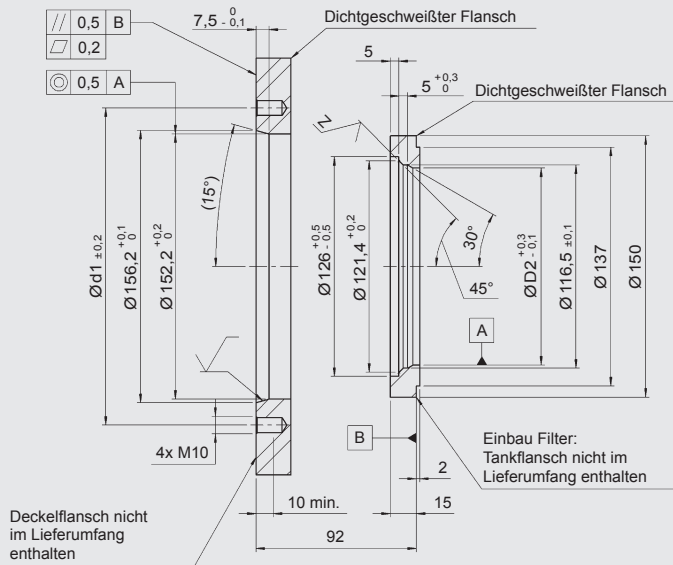 // 0,5 B
⏥ 0,2
◎ 0,5 A
7,5 0 - 0,1
Dichtgeschweißter Flansch
5
5 +0,3 0
Dichtgeschweißter Flansch
Z
(15°)
Ød1 ±0,2
Ø156,2 +0,1 0
Ø152,2 +0,2 0
Ø126 +0,5 - 0,5
Ø121,4 +0,2 0
30°
45°
ØD2 +0,3 - 0,1
Ø116,5 ±0,1
Ø137
Ø150
A
B
4x M10
10 min.
92
15
2
Einbau Filter:
Tankflansch nicht im
Lieferumfang enthalten
Deckelflansch nicht
im Lieferumfang
enthalten